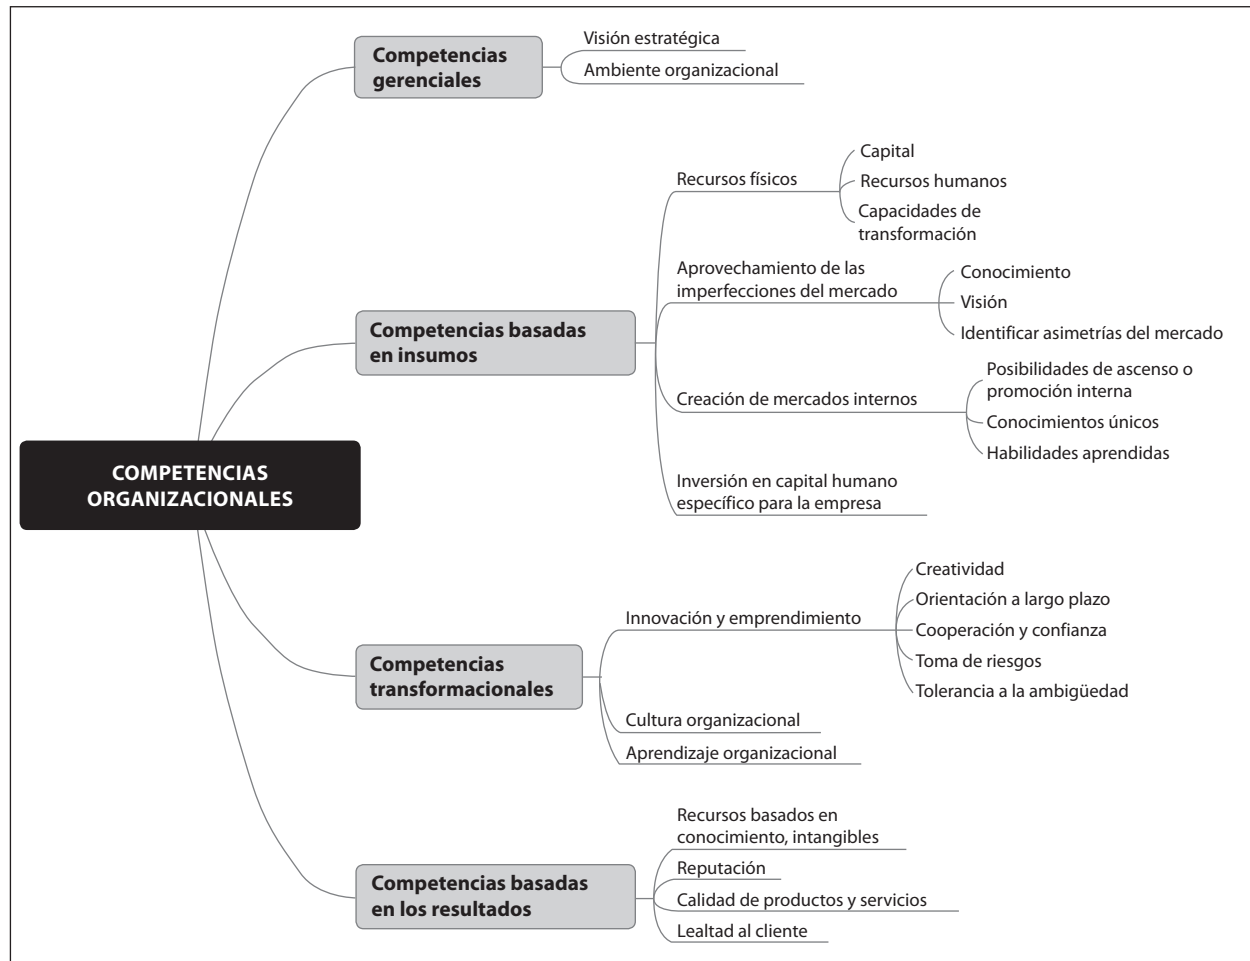 Competencias
gerenciales
Visión estratégica
Ambiente organizacional
Competencias basadas
en insumos
Recursos físicos
Capital
Recursos humanos
Capacidades de
transformación
Aprovechamiento de las
imperfecciones del mercado
Conocimiento
Visión
Identificar asimetrías del mercado
Creación de mercados internos
Posibilidades de ascenso o
promoción interna
Conocimientos únicos
Habilidades aprendidas
Inversión en capital humano
específico para la empresa
COMPETENCIAS
ORGANIZACIONALES
Competencias
transformacionales
Innovación y emprendimiento
Creatividad
Orientación a largo plazo
Cooperación y confianza
Toma de riesgos
Tolerancia a la ambigüedad
Cultura organizacional
Aprendizaje organizacional
Competencias basadas
en los resultados
Recursos basados en
conocimiento, intangibles
Reputación
Calidad de productos y servicios
Lealtad al cliente